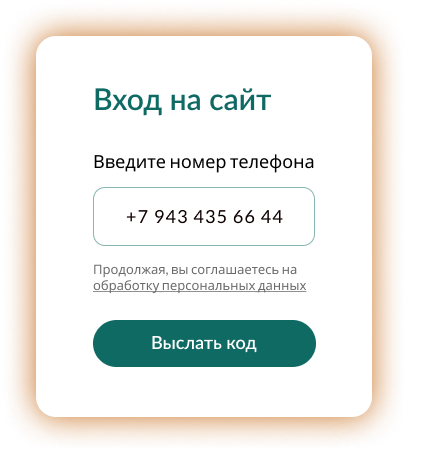 Вход на сайт
Введите номер телефона
+7 943 435 66 44
Продолжая, вы соглашаетесь на
обработку персональных данных
Выслать код